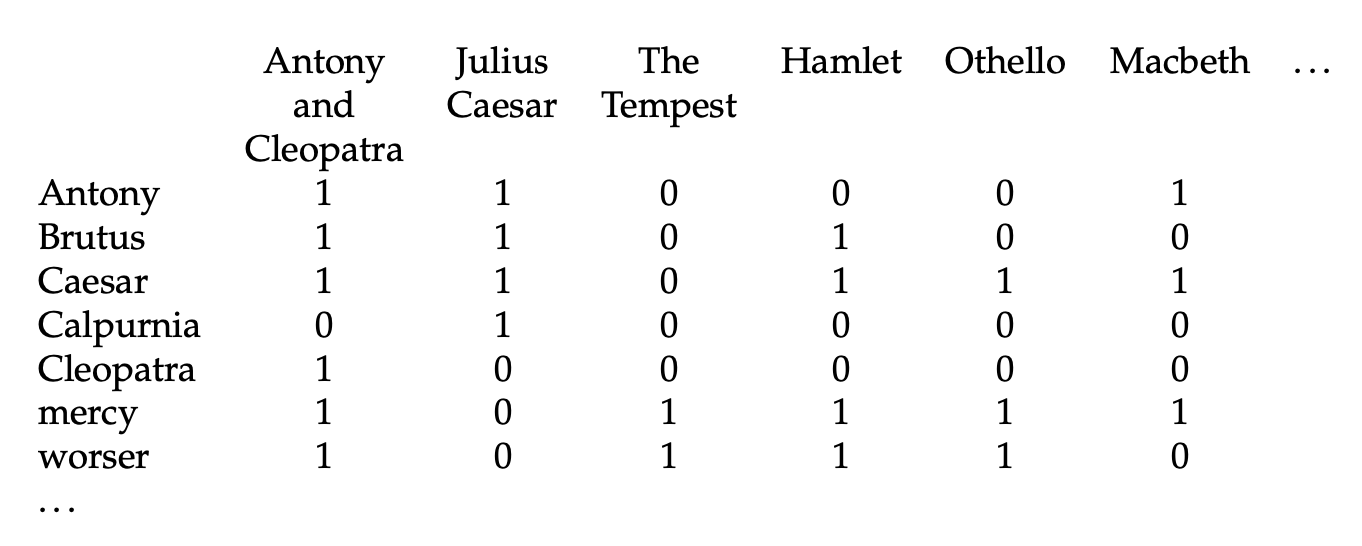 Antony Julius The Hamlet Othello Macbeth ...
and Caesar Tempest
Cleopatra
Antony 1 1 0 0 0 1
Brutus 1 1 0 1 0 0
Caesar 1 1 0 1 1 1
Calpurnia 0 1 0 0 0 0
Cleopatra 1 0 0 0 0 0
mercy 1 0 1 1 1 1
worser 1 0 1 1 1 0
...